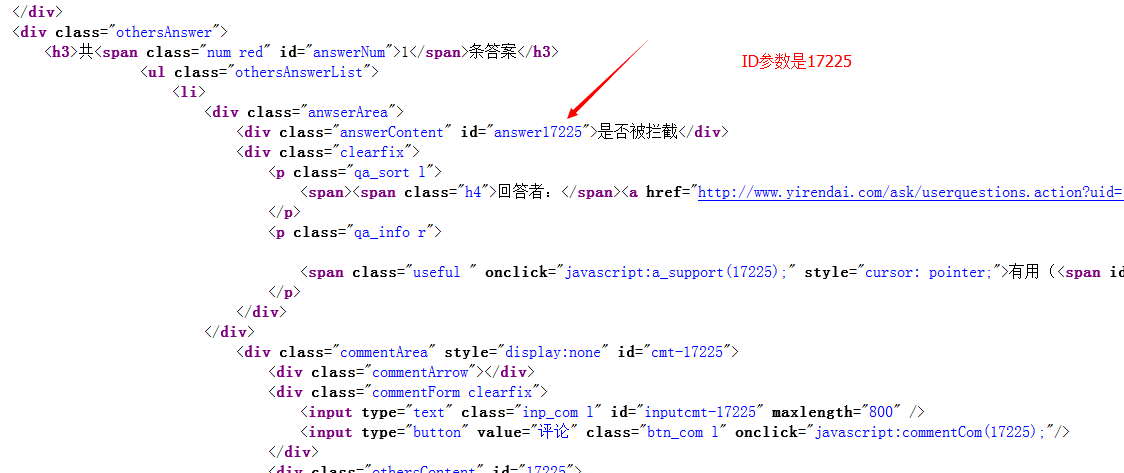 </div>
<div class="othersAnswer">
<h3>共<span class="num red" id="answerNum">1</span>条答案</h3>
<ul class="othersAnswerList">
<li>
ID参数是17225
<div class="anwserArea">
<div class="answerContent" id="answer17225">是否被拦截</div>
<div class="clearfix">
<p class="qa_sort l">
<span><span class="h4">回答者：</span><a href="http://www.yirendai.com/ask/userquestions.action?uid=
</p>
<p class="qa_info r">
<span class="useful " onclick="javascript:a_support(17225);" style="cursor: pointer;">有用（<span id
</p>
</div>
</div>
<div class="commentArea" style="display:none" id="cmt-17225">
<div class="commentArrow"></div>
<div class="commentForm clearfix">
<input type="text" class="inp_com l" id="inputcmt-17225" maxlength="800" />
<input type="button" value="评论" class="btn_com l" onclick="javascript:commentCom(17225);"/>
</div>
<div class="othersContent" id="17225">